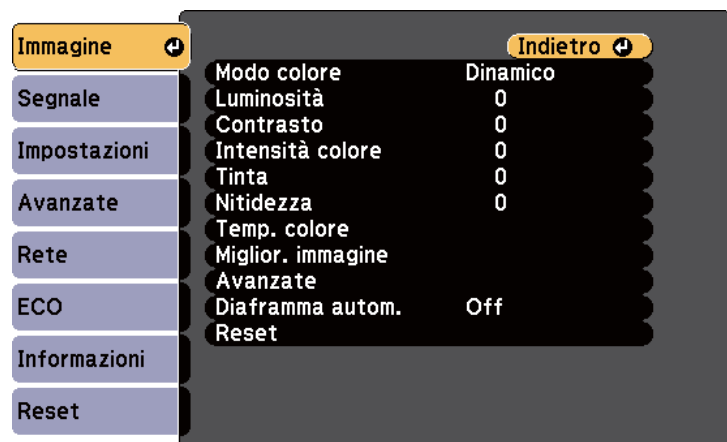 Immagine
Segnale
Impostazioni
Avanzate
Rete
ECO
Informazioni
Reset
Indietro
Modo colore Dinamico
Luminosità 0
Contrasto 0
Intensità colore 0
Tinta 0
Nitidezza 0
Temp. colore
Miglior. immagine
Avanzate
Diaframma autom. Off
Reset